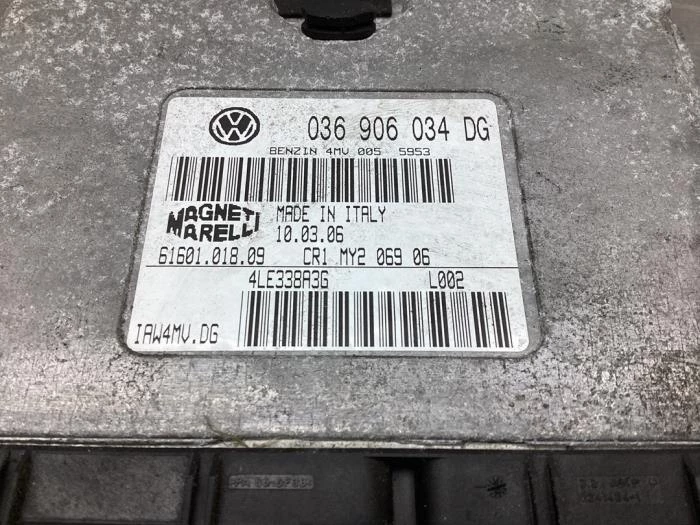 036 906 034 DG
BENZIN 4MV 005 5953
MAGNETI MARELLI
MADE IN ITALY
10.03.06
61601.018.09 CR1 MY2 069 06
4LE338A3G L002
IAW4MV.DG